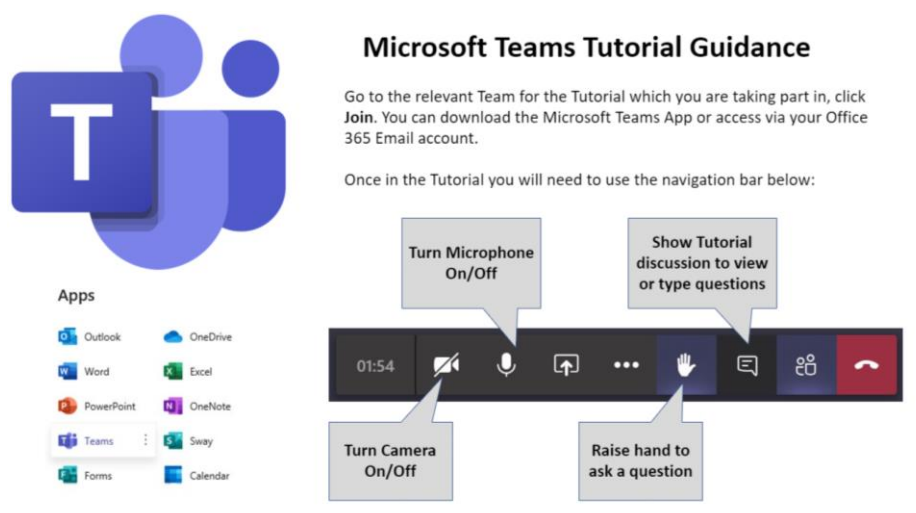 T
Microsoft Teams Tutorial Guidance
Go to the relevant Team for the Tutorial which you are taking part in, click
Join. You can download the Microsoft Teams App or access via your Office
365 Email account.
Once in the Tutorial you will need to use the navigation bar below:
Turn Microphone
On/Off
Show Tutorial
discussion to view
or type questions
01:54
Turn Camera
On/Off
Raise hand to
ask a question
Apps
Outlook
OneDrive
Word
Excel
PowerPoint
OneNote
Teams
Sway
Forms
Calendar